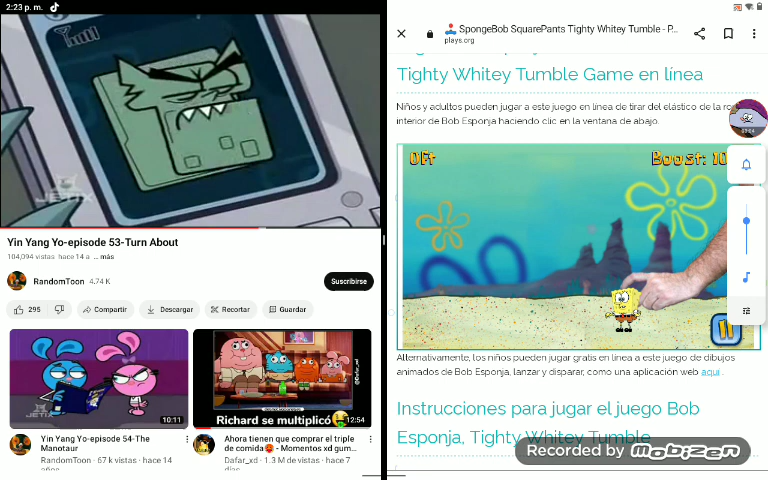 2:23 p. m.
JETIX
Yin Yang Yo-episode 53-Turn About
104,094 vistas hace 14 a ... más
RandomToon 4.74 K
Suscribirse
295
Compartir
Descargar
Recortar
Guardar
JETIX
10:11
Yin Yang Yo-episode 54-The
Manotaur
RandomToon · 67 k vistas · hace 14
años
@Dafar_xd
Richard se multiplicó
12:54
Ahora tienen que comprar el triple
de comida - Momentos xd gum...
Dafar_xd · 1.3 M de vistas · hace 7
días
SpongeBob SquarePants Tighty Whitey Tumble - P...
plays.org
Tighty Whitey Tumble Game en línea
Niños y adultos pueden jugar a este juego en línea de tirar del elástico de la ro
interior de Bob Esponja haciendo clic en la ventana de abajo.
0Ft
Boost: 10
Alternativamente, los niños pueden jugar gratis en línea a este juego de dibujos
animados de Bob Esponja, lanzar y disparar, como una aplicación web aquí .
Instrucciones para jugar el juego Bob
Esponja, Tighty Whitey Tumble
Recorded by mobizen